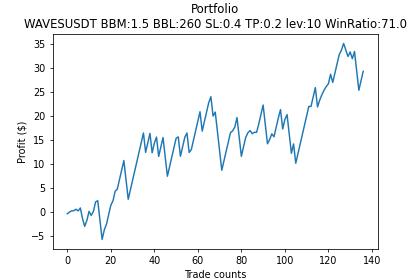 Portfolio
WAVESUSDT BBM:1.5 BBL:260 SL:0.4 TP:0.2 lev:10 WinRatio:71.0
35
30
25
20
15
10
5
0
−5
Profit ($)
0 20 40 60 80 100 120 140
Trade counts